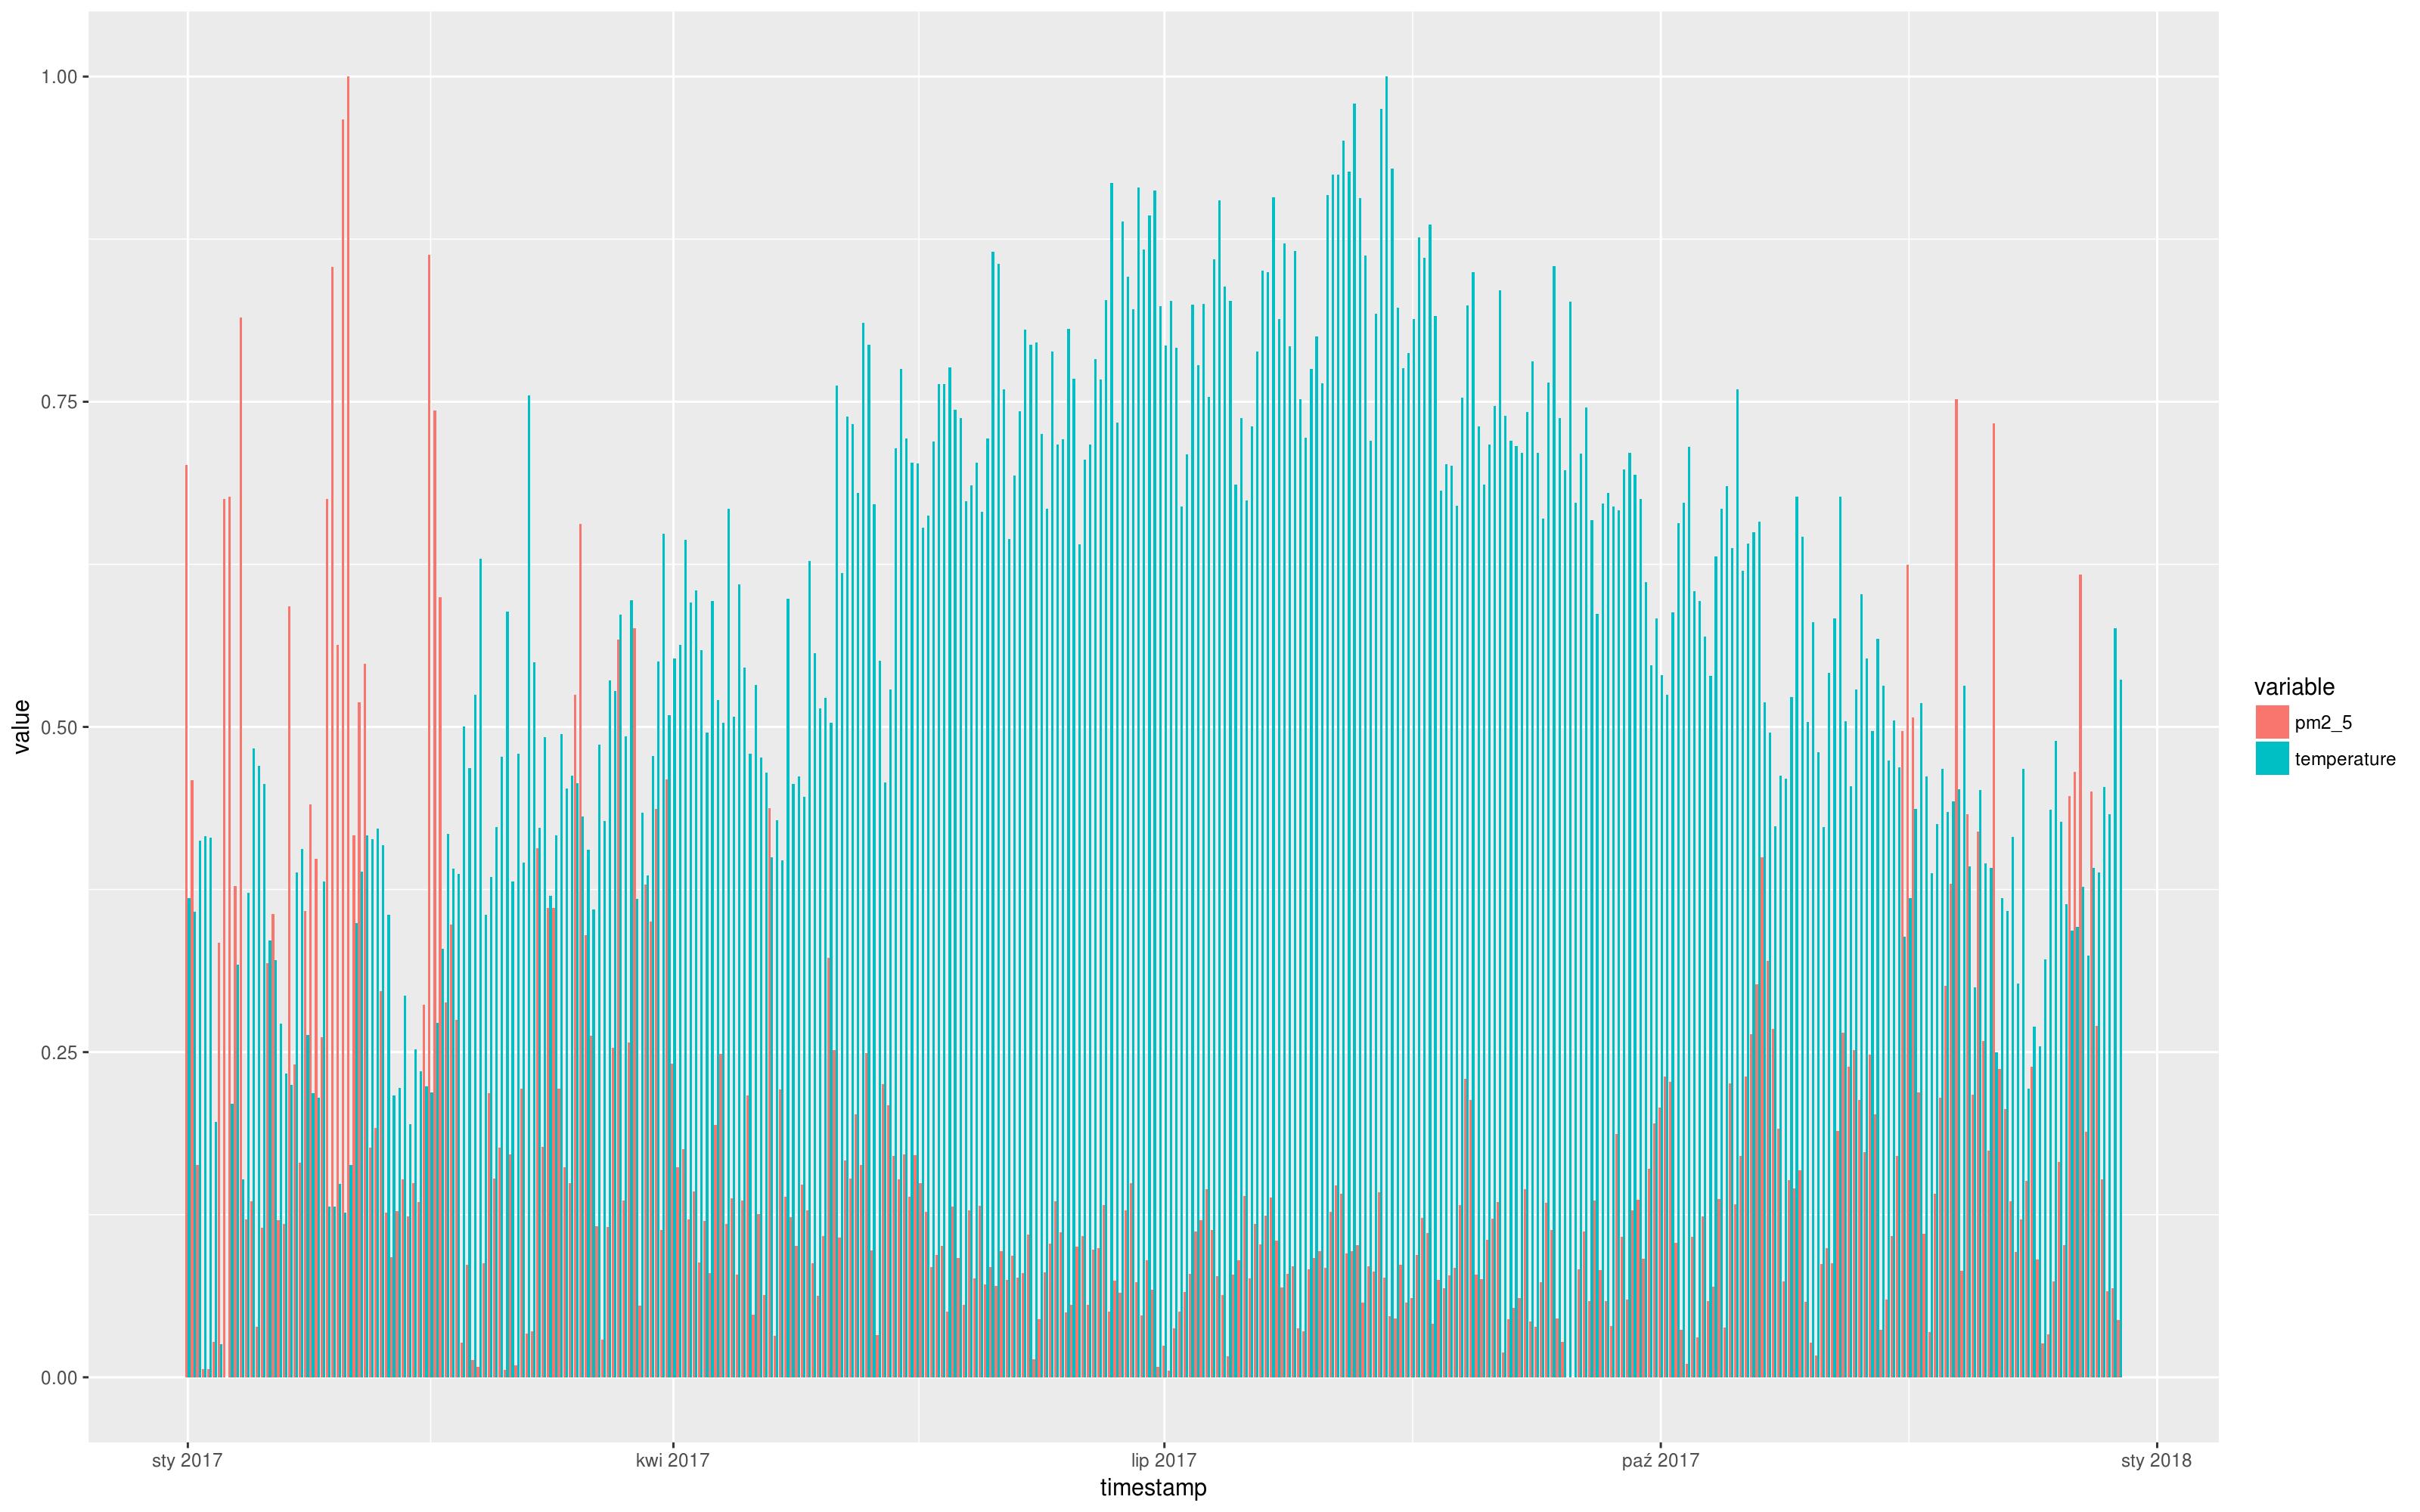 1.00
0.75
0.50
0.25
0.00
value
sty 2017
kwi 2017
lip 2017
paź 2017
sty 2018
timestamp
variable
pm2_5
temperature